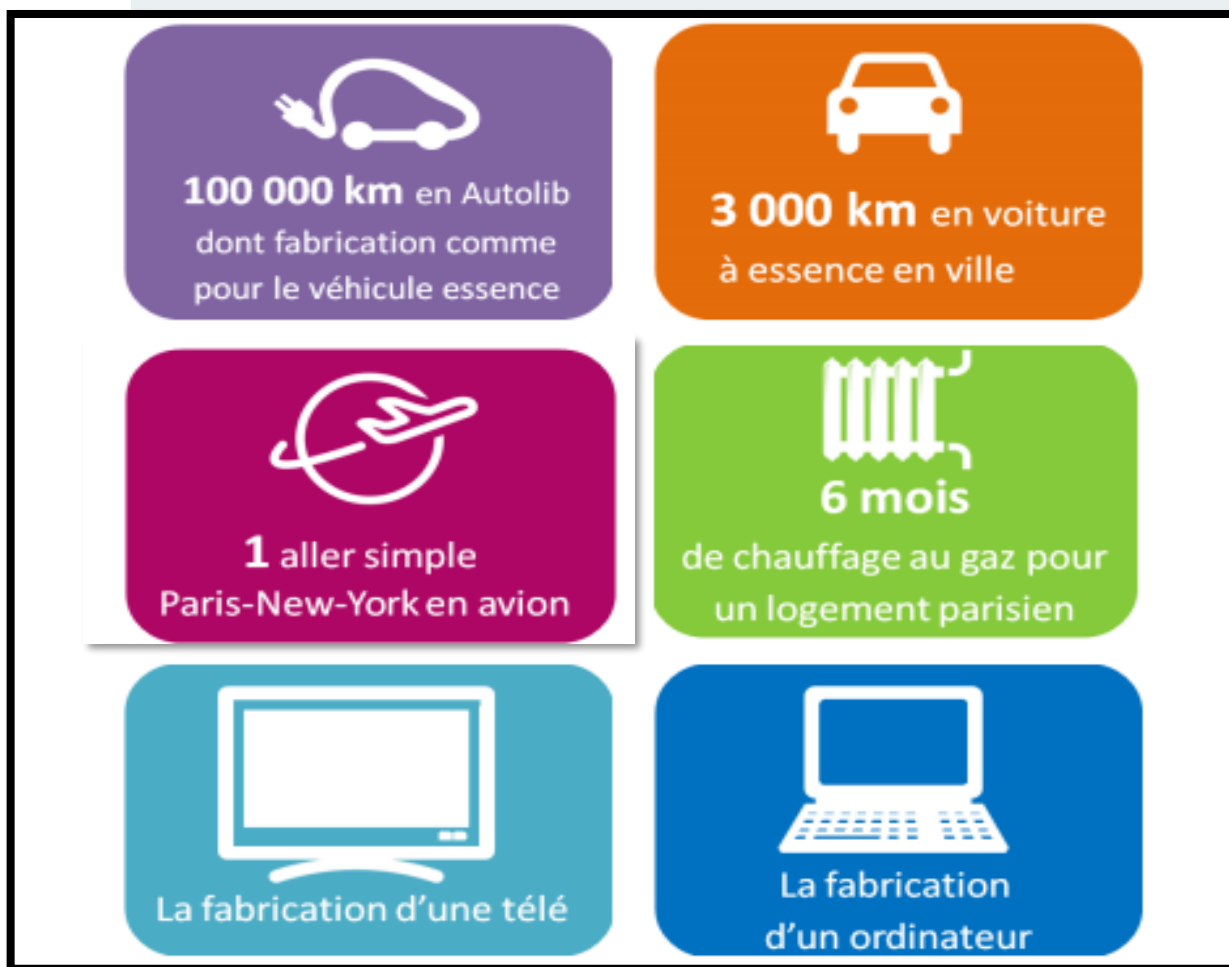 100 000 km en Autolib
dont fabrication comme
pour le véhicule essence
3 000 km en voiture
à essence en ville
1 aller simple
Paris-New-York en avion
6 mois
de chauffage au gaz pour
un logement parisien
La fabrication d'une télé
La fabrication
d'un ordinateur